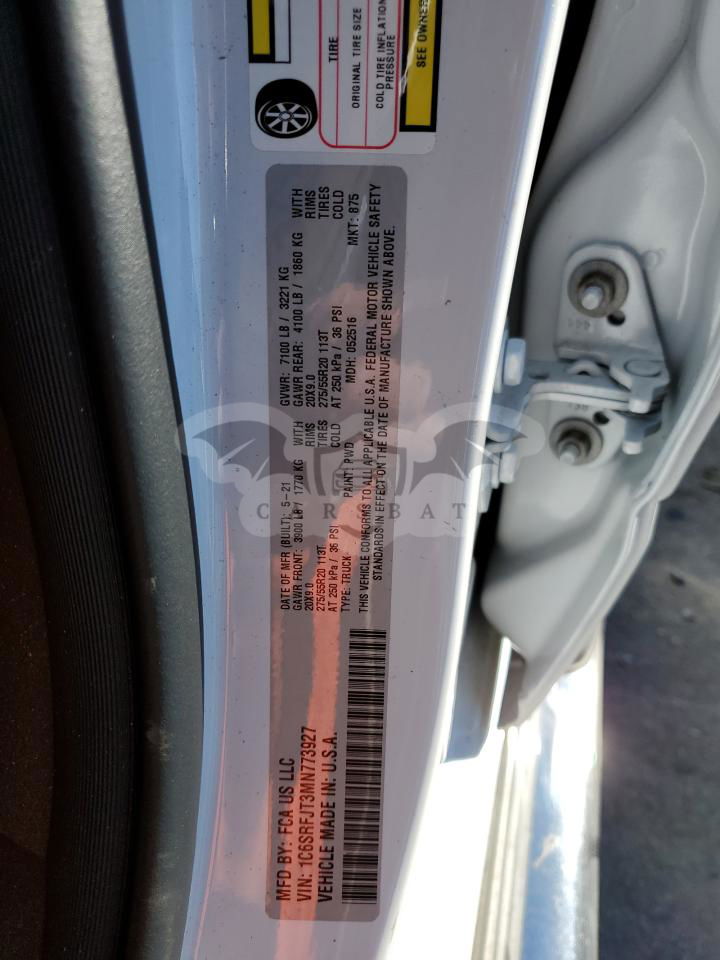 MFD BY: FCA US LLC
VIN: 1C6SRFJT3MN773927
VEHICLE MADE IN: U.S.A.
DATE OF MFR (BUILT): 5-21 GVWR: 7100 LB / 3221 KG
GAWR FRONT: 3900 LB / 1770 KG WITH GAWR REAR: 4100 LB / 1860 KG WITH
20X9.0 RIMS 20X9.0 RIMS
275/55R20 113T TIRES 275/55R20 113T TIRES
AT 250 kPa / 36 PSI COLD AT 250 kPa / 36 PSI COLD
TYPE: TRUCK PAINT: PWD MDH: 052516 MKT: 875
THIS VEHICLE CONFORMS TO ALL APPLICABLE U.S.A. FEDERAL MOTOR VEHICLE SAFETY
STANDARDS IN EFFECT ON THE DATE OF MANUFACTURE SHOWN ABOVE.
TIRE
ORIGINAL TIRE SIZE
COLD TIRE INFLATION
PRESSURE
SEE OWNER
CARSBAT